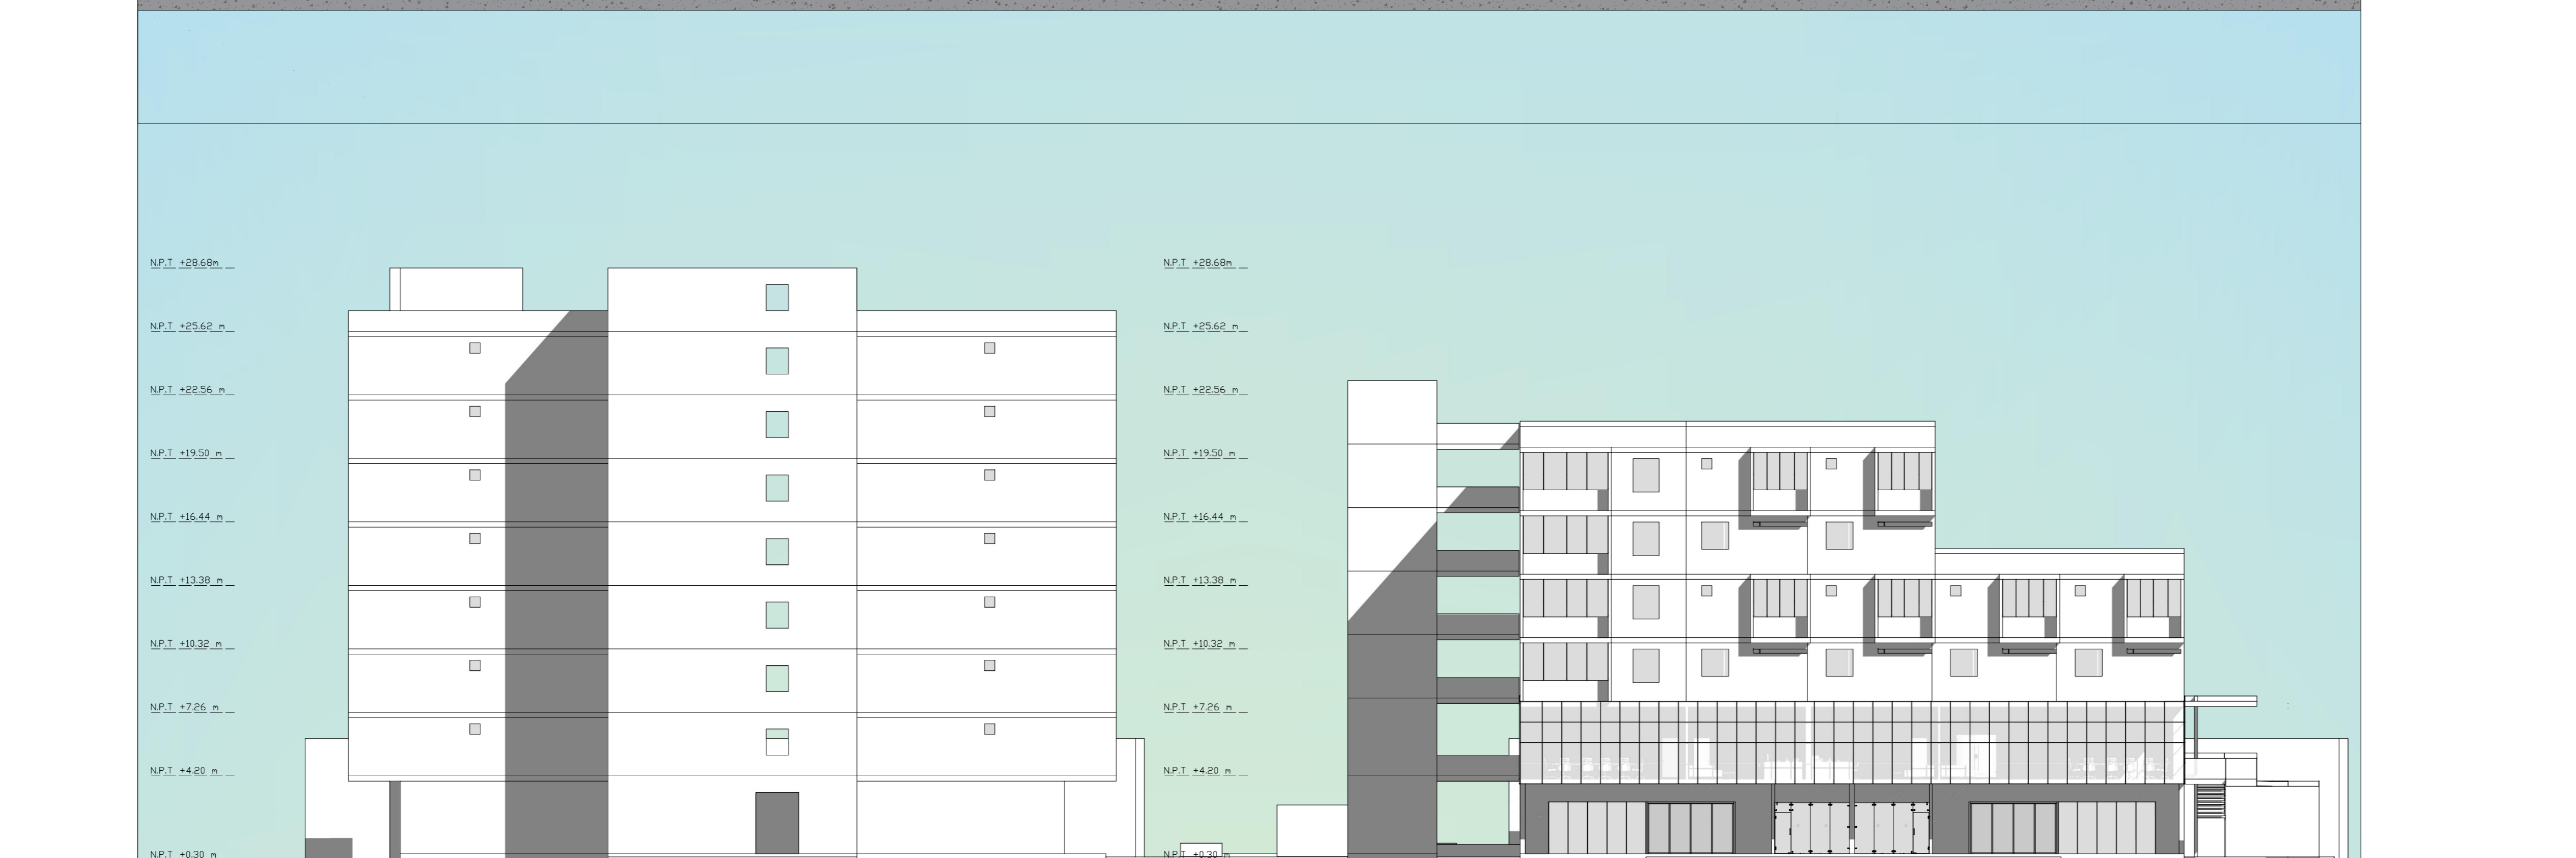 N.P.T +28.68m
N.P.T +25.62 m
N.P.T +22.56 m
N.P.T +19.50 m
N.P.T +16.44 m
N.P.T +13.38 m
N.P.T +10.32 m
N.P.T +7.26 m
N.P.T +4.20 m
N.P.T +0.30 m
N.P.T +28.68m
N.P.T +25.62 m
N.P.T +22.56 m
N.P.T +19.50 m
N.P.T +16.44 m
N.P.T +13.38 m
N.P.T +10.32 m
N.P.T +7.26 m
N.P.T +4.20 m
N.P.T +0.30 m